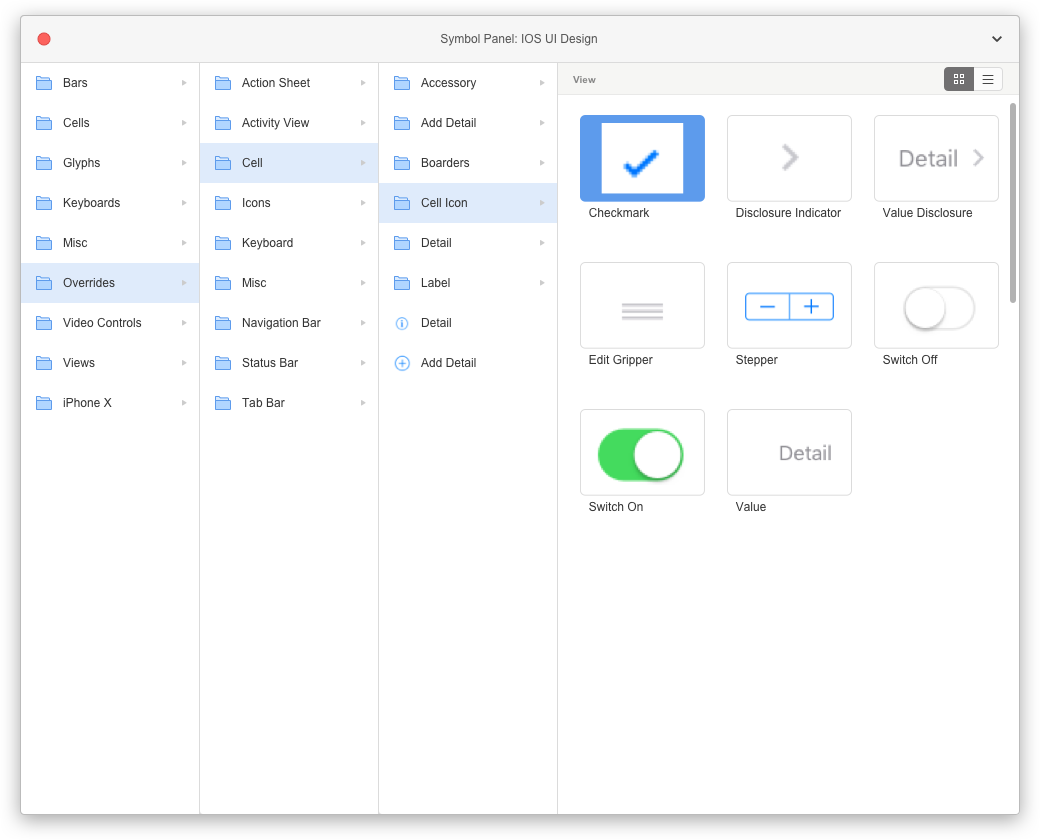 Symbol Panel: IOS UI Design
Bars
Cells
Glyphs
Keyboards
Misc
Overrides
Video Controls
Views
iPhone X
Action Sheet
Activity View
Cell
Icons
Keyboard
Misc
Navigation Bar
Status Bar
Tab Bar
Accessory
Add Detail
Boarders
Cell Icon
Detail
Label
Detail
Add Detail
View
Checkmark
Disclosure Indicator
Detail
Value Disclosure
Edit Gripper
Stepper
Switch Off
Switch On
Detail
Value